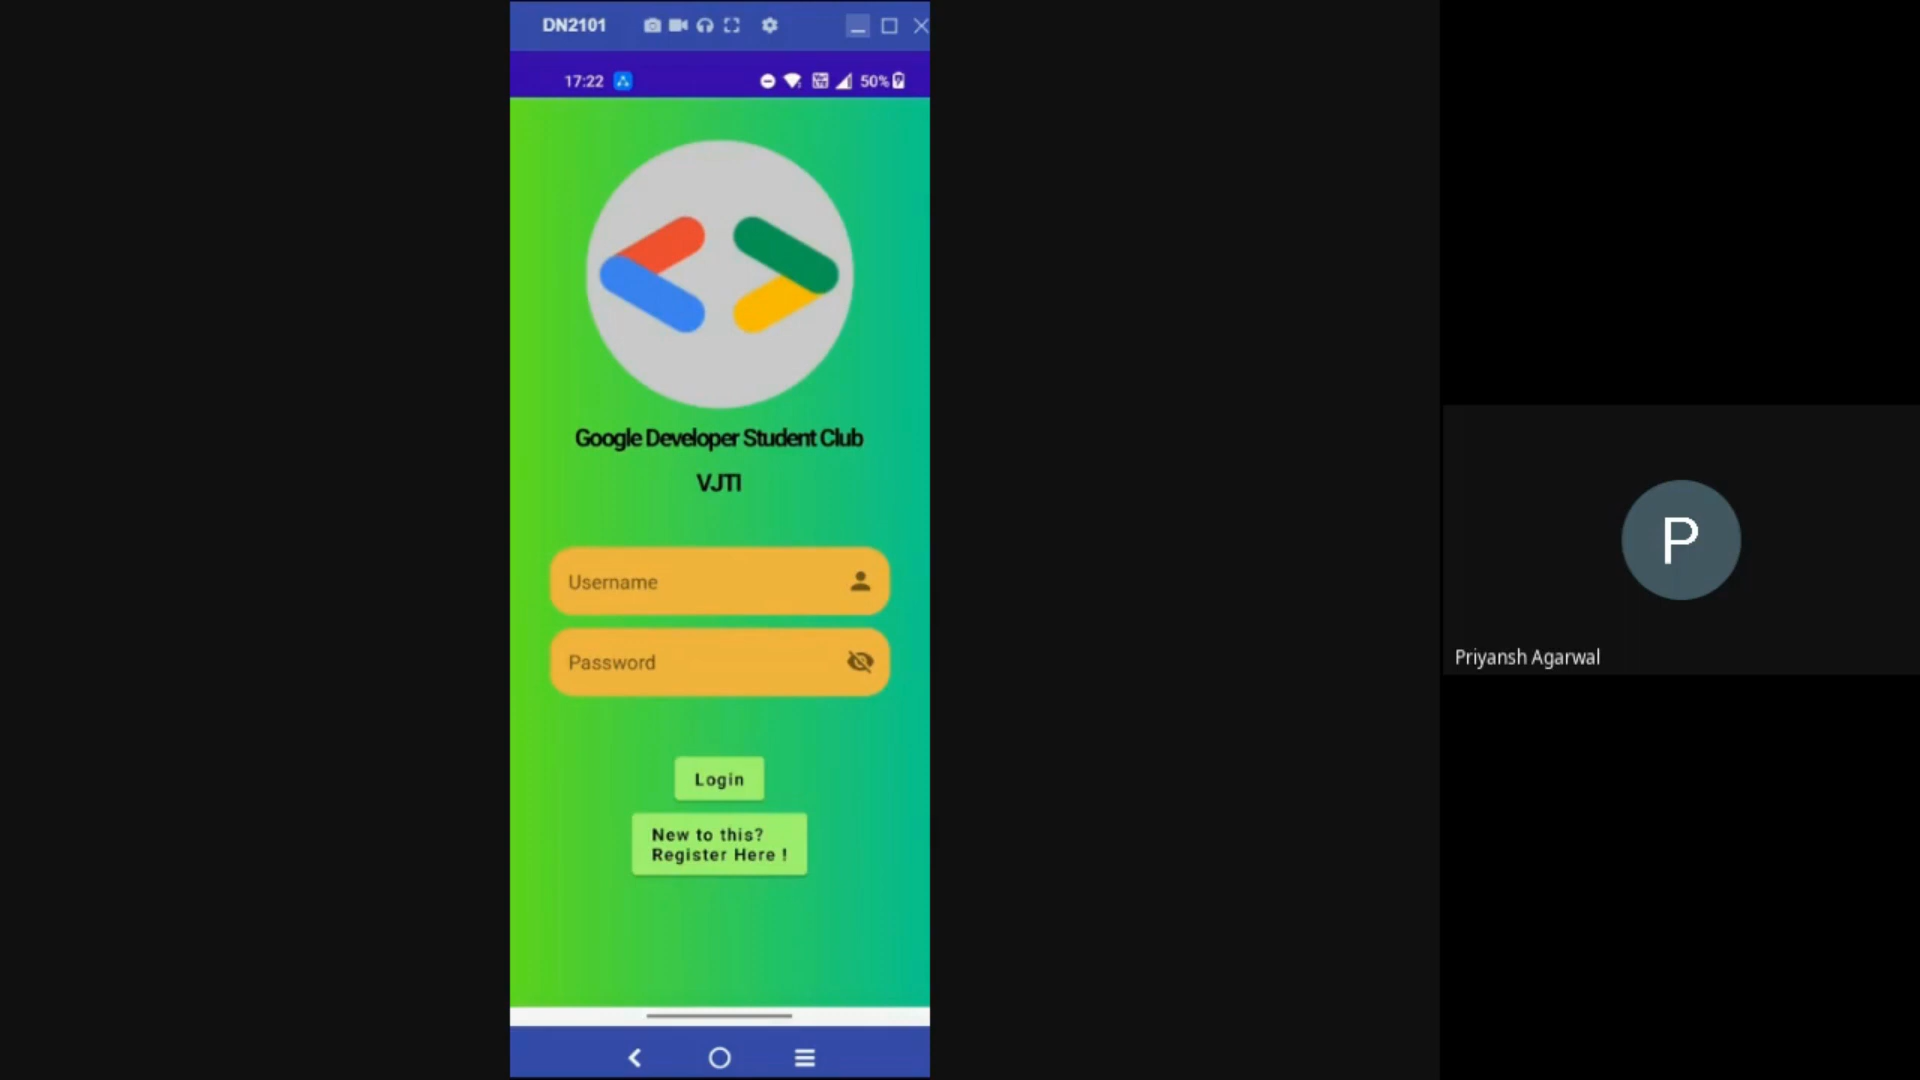 DN2101
17:22
50%
Google Developer Student Club
VJTI
Username
Password
Login
New to this?
Register Here !
P
Priyansh Agarwal